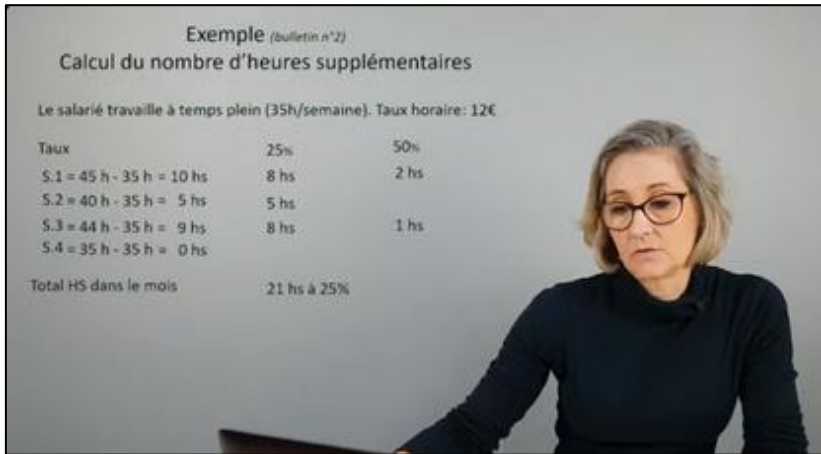 Exemple (bulletin n°2)
Calcul du nombre d'heures supplémentaires
Le salarié travaille à temps plein (35h/semaine). Taux horaire: 12€
Taux 25% 50%
S.1 = 45 h - 35 h = 10 hs 8 hs 2 hs
S.2 = 40 h - 35 h = 5 hs 5 hs
S.3 = 44 h - 35 h = 9 hs 8 hs 1 hs
S.4 = 35 h - 35 h = 0 hs
Total HS dans le mois 21 hs à 25%